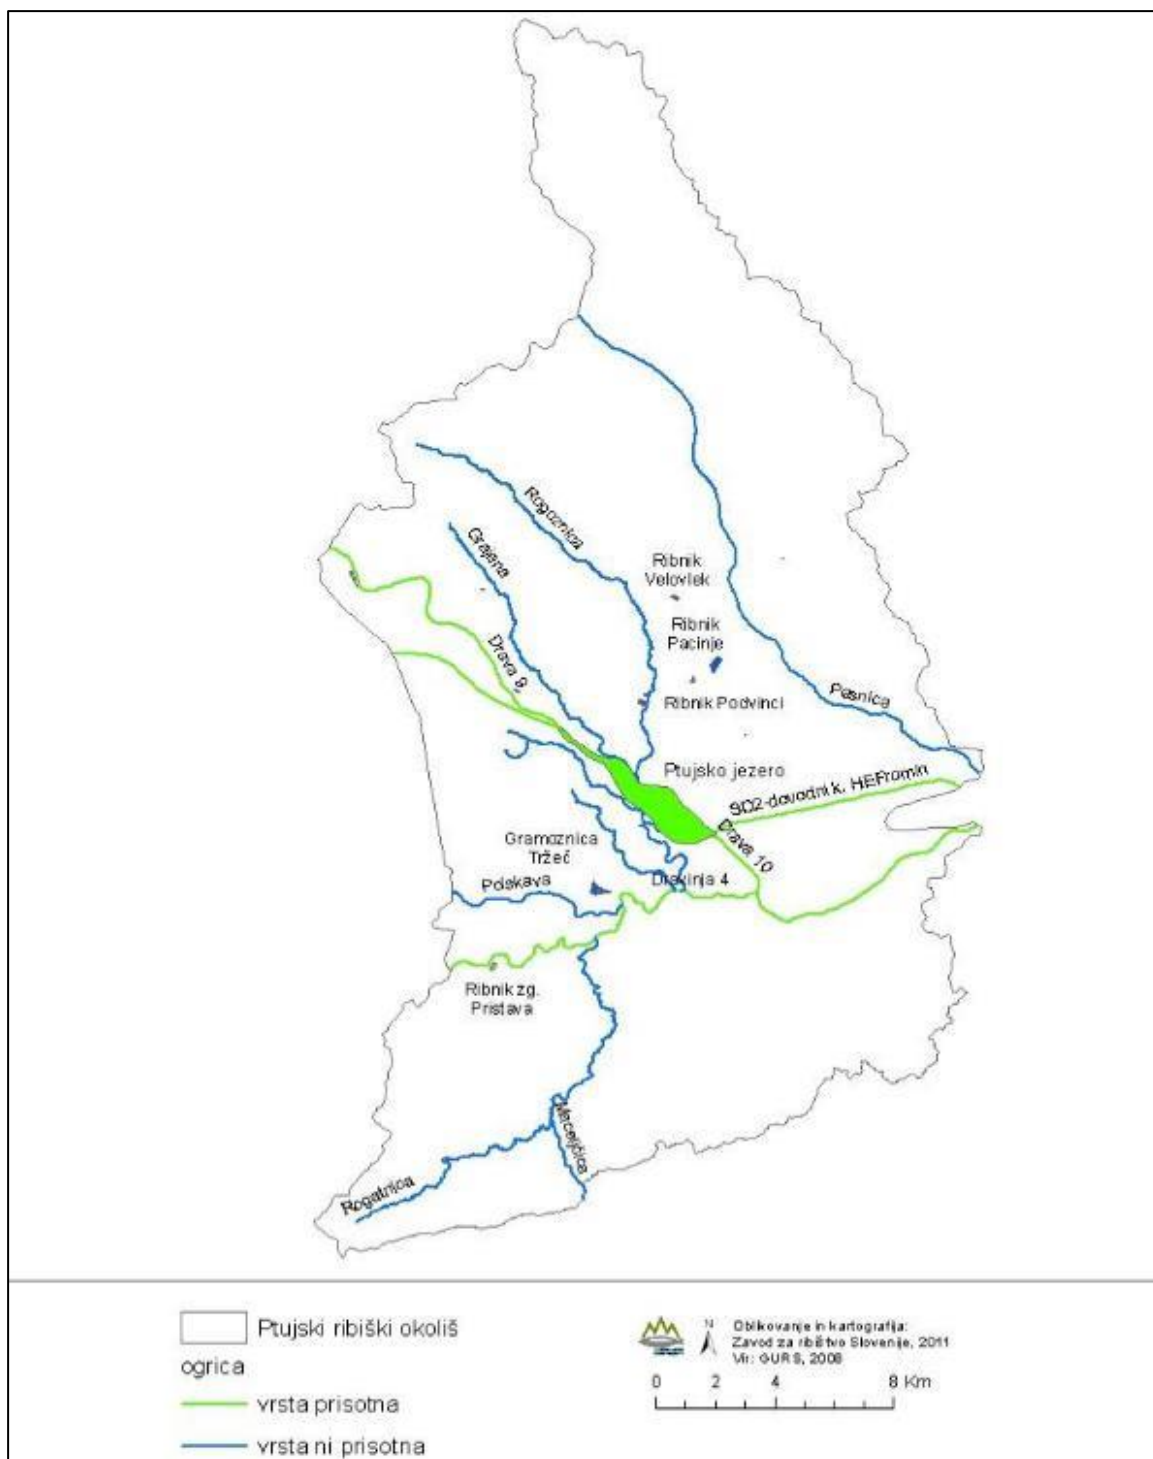 Rogoznica
Grajena
Ribnik
Velovlek
Ribnik
Pacinje
Drava 9
Ribnik Podvinci
Pesnica
Ptujsko jezero
SD2-dovodni k. HEFromin
Drava 10
Gramoznica
Tržeč
Dravinja 4
Polskava
Ribnik zg.
Pristava
Rogatnica
Ptujski ribiški okoliš
ogrica
vrsta prisotna
vrsta ni prisotna
N
Oblikovanje in kartografija:
Zavod za ribištvo Slovenije, 2011
Vir: GURS, 2008
0 2 4 8 Km